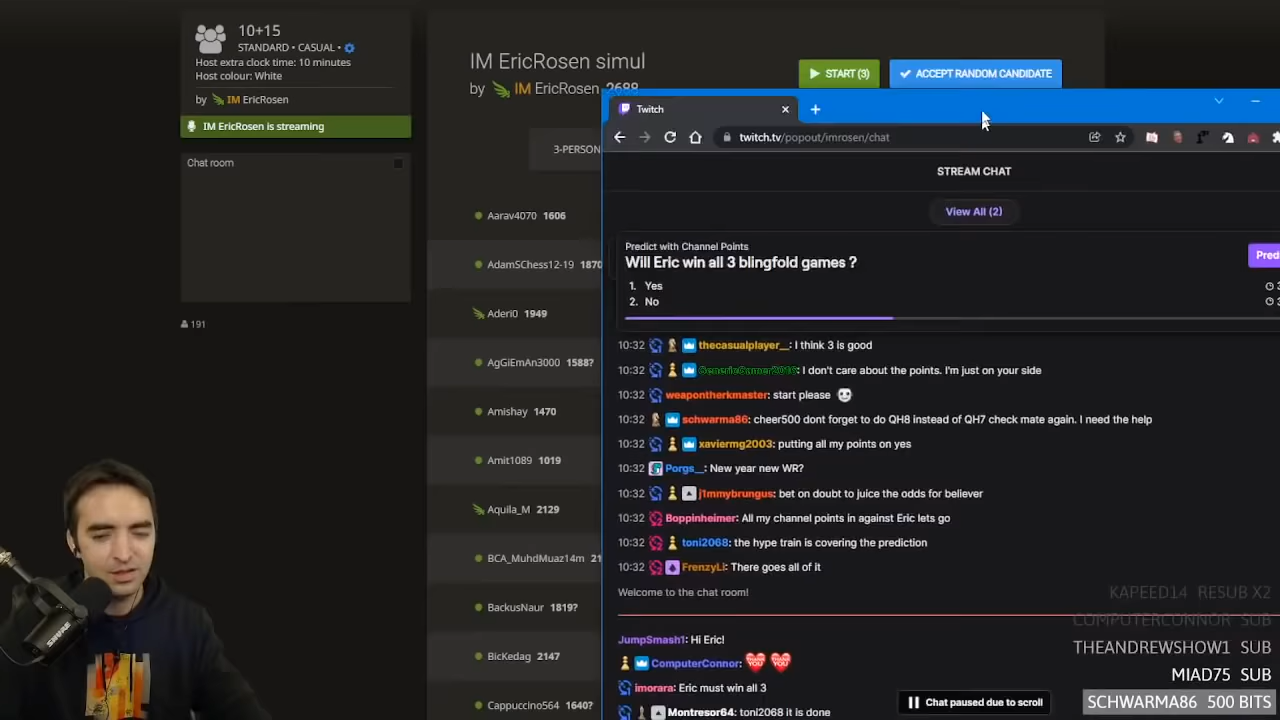 10+15
STANDARD • CASUAL •
Host extra clock time: 10 minutes
Host colour: White
by IM EricRosen
IM EricRosen is streaming
Chat room
191
IM EricRosen simul
by IM EricRosen 2688
START (3)
ACCEPT RANDOM CANDIDATE
3-PERSON
Aarav4070 1606
AdamSChess12-19 1870
Aderi0 1949
AgGiEmAn3000 1588?
Amishay 1470
Amit1089 1019
Aquila_M 2129
BCA_MuhdMuaz14m 21
BackusNaur 1819?
BicKedag 2147
Cappuccino564 1640?
Twitch
twitch.tv/popout/imrosen/chat
STREAM CHAT
View All (2)
Predict with Channel Points
Will Eric win all 3 blingfold games ?
Pred
1. Yes
2. No
10:32 thecasualplayer__: I think 3 is good
10:32 GenericGamer2016: I don't care about the points. I'm just on your side
10:32 weapontherkmaster: start please
10:32 schwarma86: cheer500 dont forget to do QH8 instead of QH7 check mate again. I need the help
10:32 xaviermg2003: putting all my points on yes
10:32 Porgs__: New year new WR?
10:32 j1mmybrungus: bet on doubt to juice the odds for believer
10:32 Boppinheimer: All my channel points in against Eric lets go
10:32 toni2068: the hype train is covering the prediction
10:32 FrenzyLi: There goes all of it
Welcome to the chat room!
JumpSmash1: Hi Eric!
ComputerConnor: THANK YOU THANK YOU
imorara: Eric must win all 3
Montresor64: toni2068 it is done
Chat paused due to scroll
KAPEED14 RESUB X2
COMPUTERCONNOR SUB
THEANDREWSHOW1 SUB
MIAD75 SUB
SCHWARMA86 500 BITS
SHURE